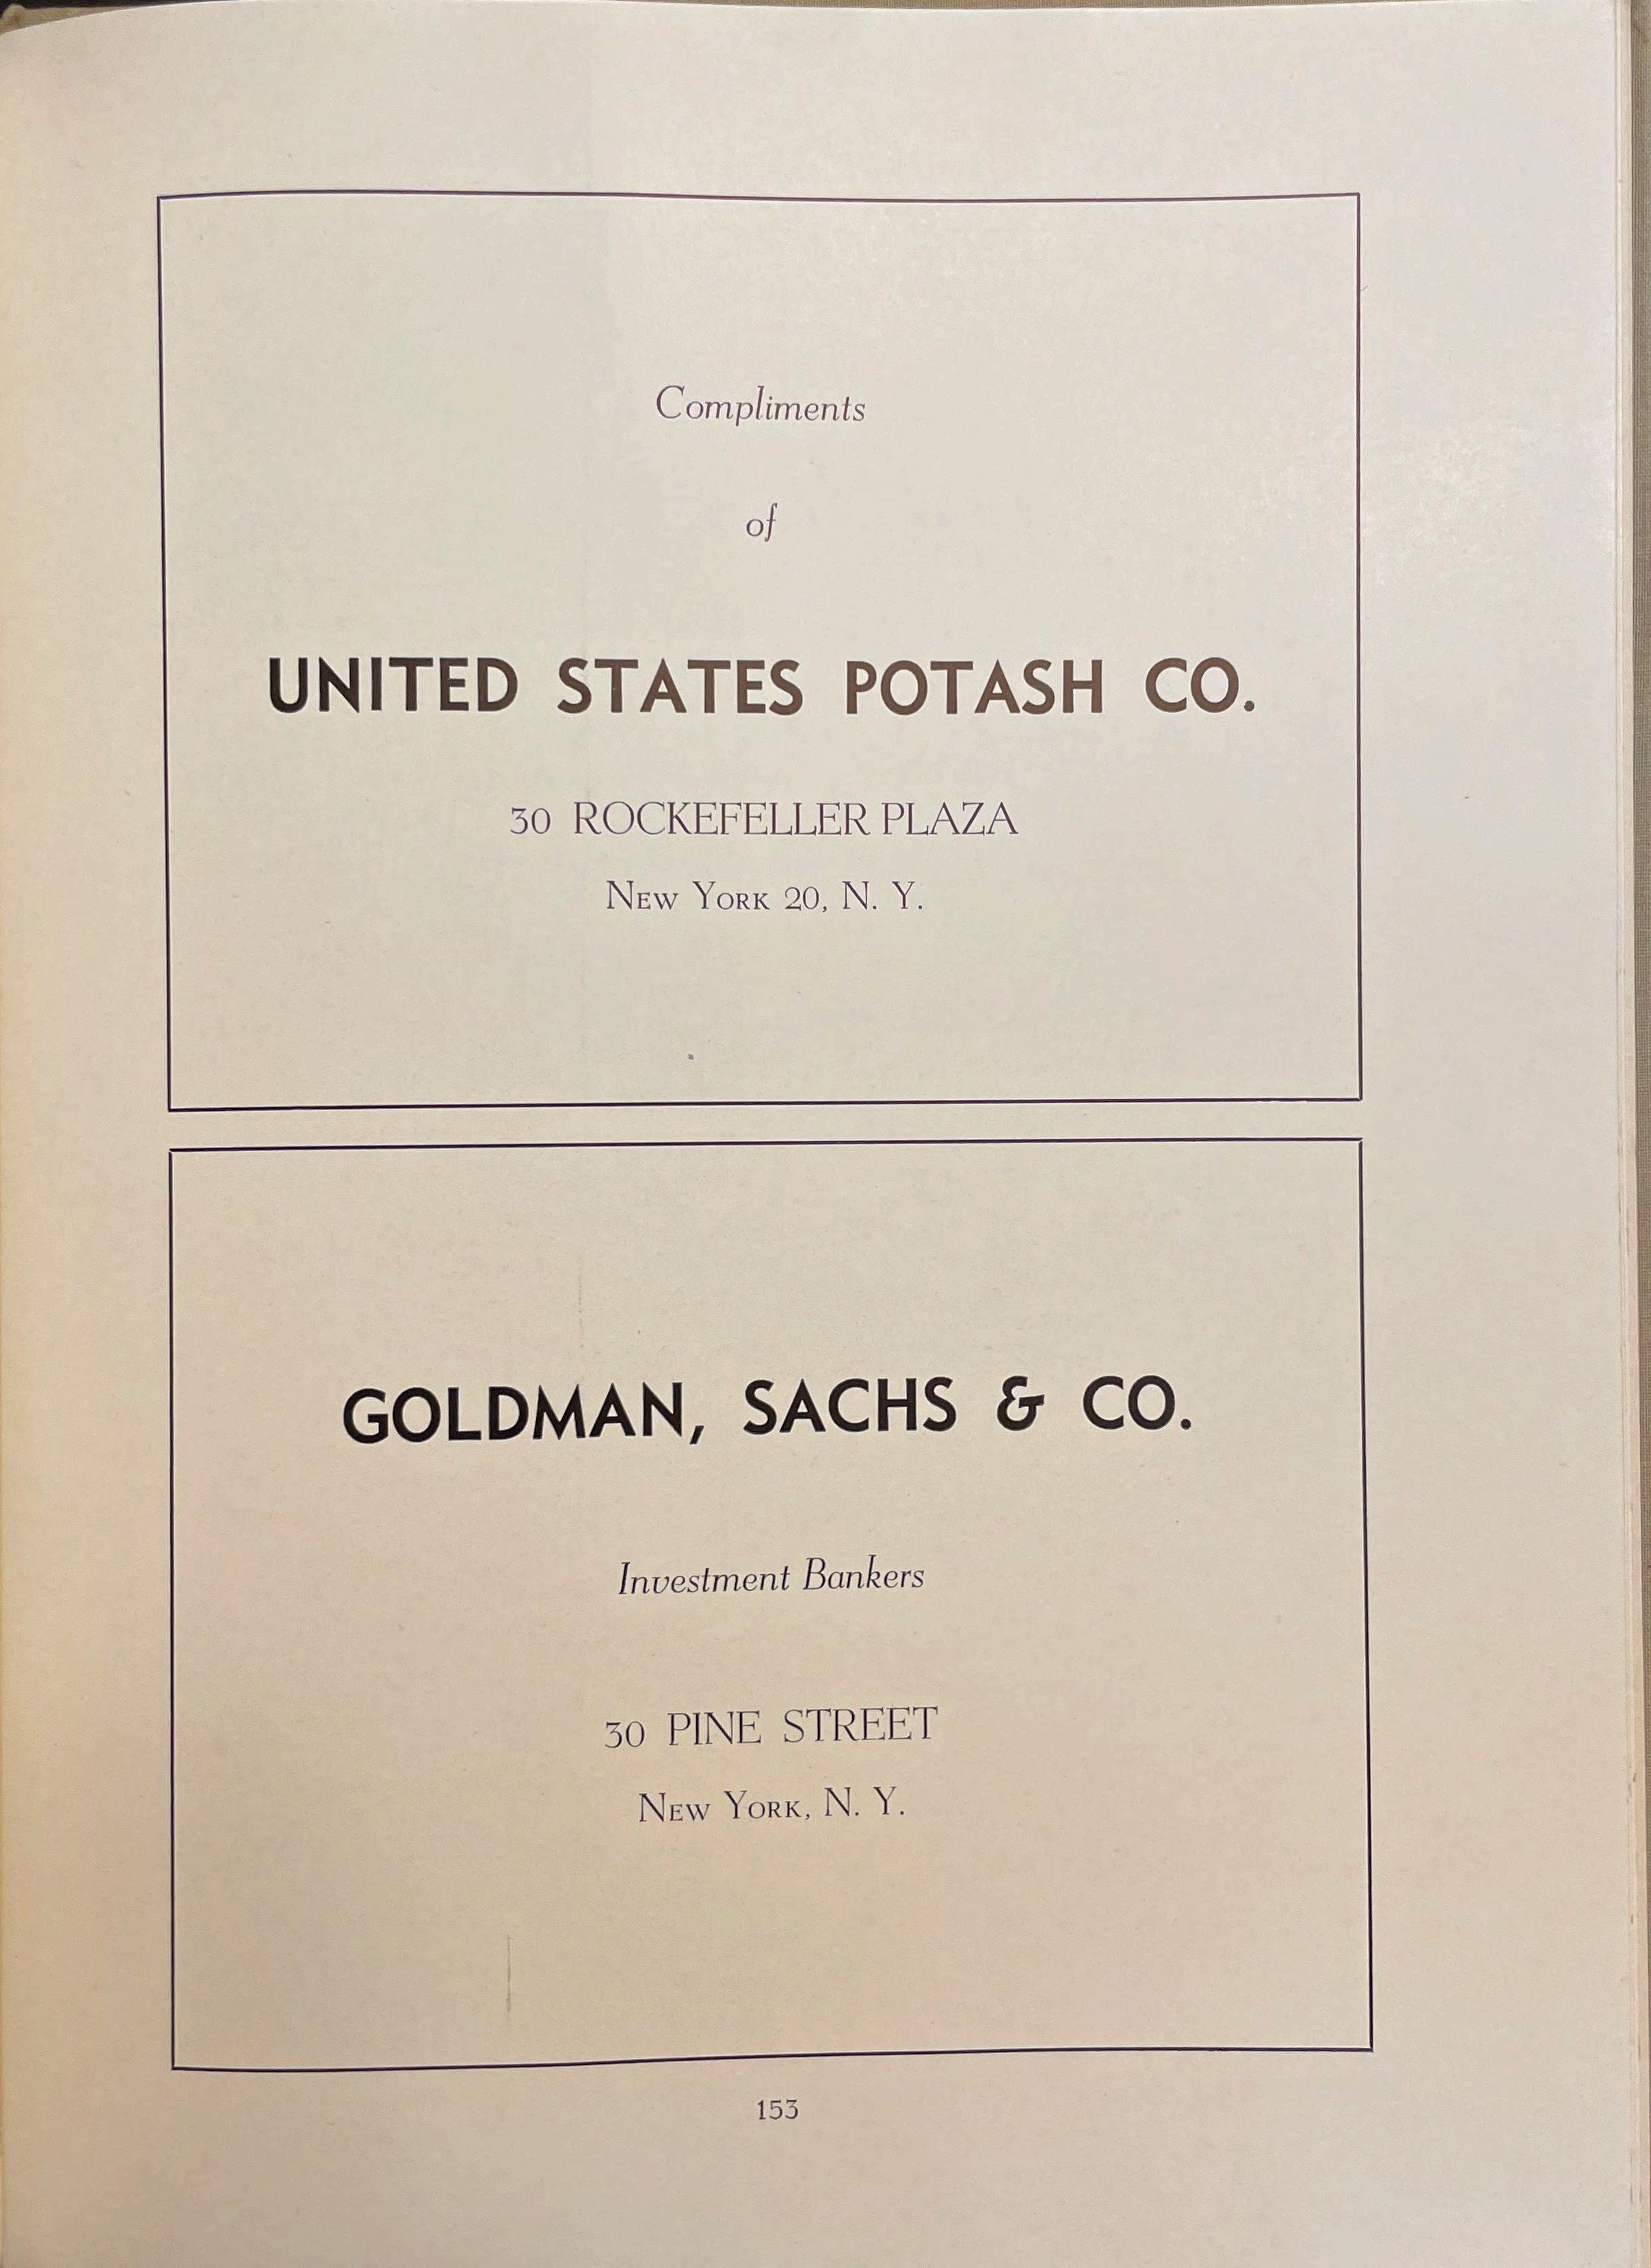 Compliments
of
UNITED STATES POTASH CO.
30 ROCKEFELLER PLAZA
New York 20, N. Y.
GOLDMAN, SACHS & CO.
Investment Bankers
30 PINE STREET
New York, N. Y.
153